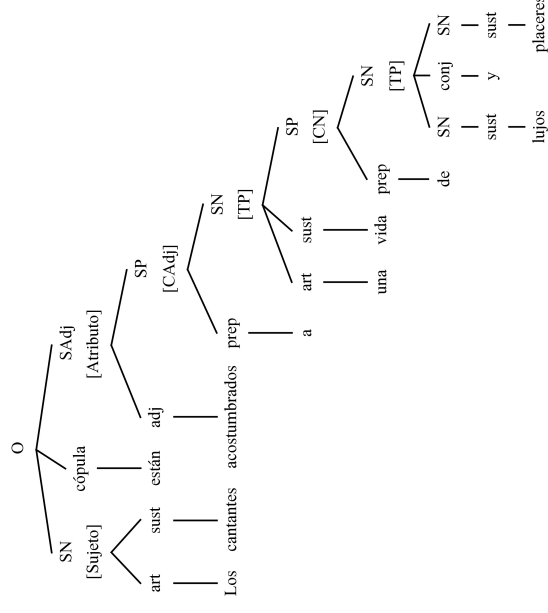 O
SN cópula SAdj
[Sujeto] [Atributo]
art sust están adj SP
[CAdj]
Los cantantes acostumbrados prep SN
[TP]
a art sust SP
[CN]
una vida prep SN
[TP]
de SN conj SN
sust y sust
lujos placeres